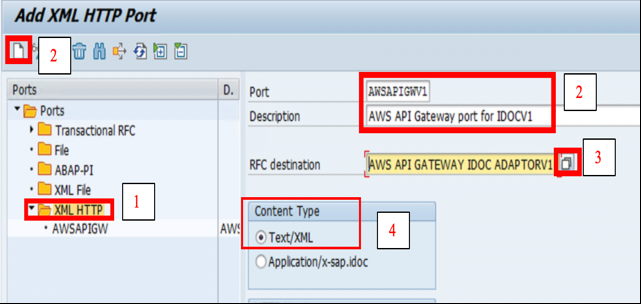 Add XML HTTP Port
2
Ports
D.
Ports
Transactional RFC
File
ABAP-PI
XML File
XML HTTP
1
AWSAPIGW
AWS
Port
AWSAPIGWV1
2
Description
AWS API Gateway port for IDOCV1
3
RFC destination
AWS API GATEWAY IDOC ADAPTORV1
Content Type
4
Text/XML
Application/x-sap.idoc